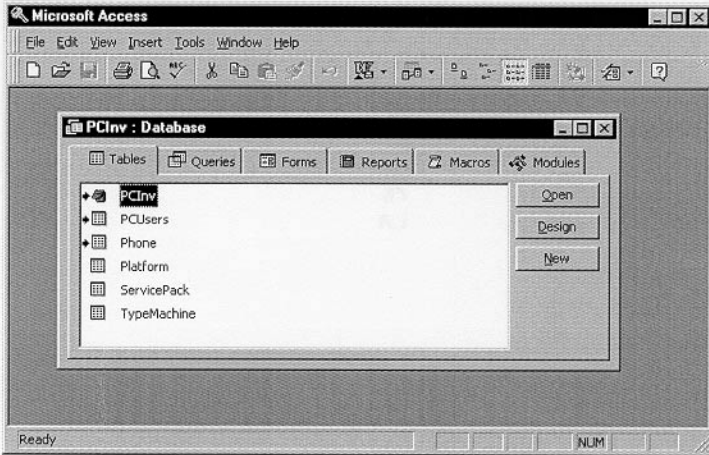 Microsoft Access
File Edit View Insert Tools Window Help
PCInv : Database
Tables Queries Forms Reports Macros Modules
PCInv
Open
PCUsers
Design
Phone
New
Platform
ServicePack
TypeMachine
Ready
NUM